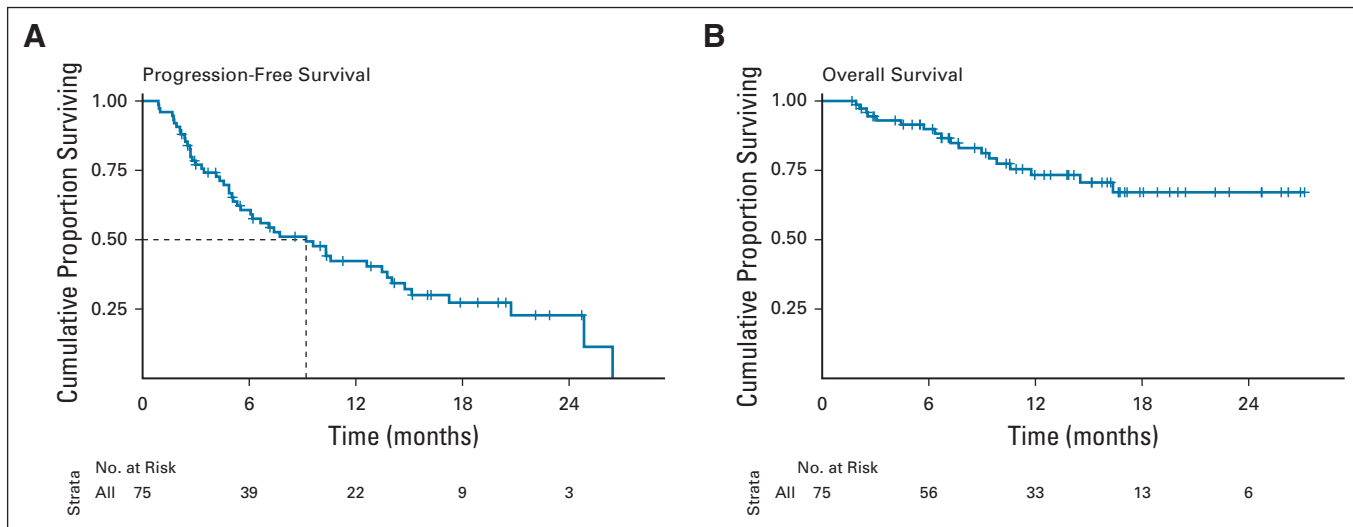 A
Progression-Free Survival
Cumulative Proportion Surviving
1.00
0.75
0.50
0.25
0 6 12 18 24
Time (months)
Strata
No. at Risk
All 75 39 22 9 3
B
Overall Survival
Cumulative Proportion Surviving
1.00
0.75
0.50
0.25
0 6 12 18 24
Time (months)
Strata
No. at Risk
All 75 56 33 13 6